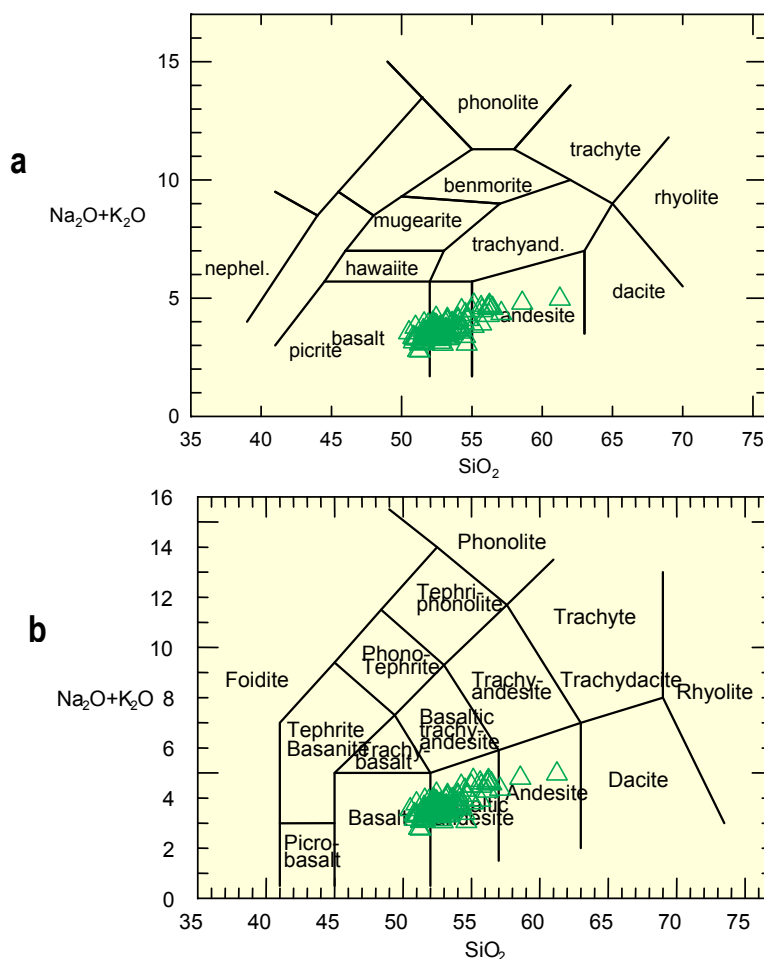 a
Na₂O+K₂O
15
10
5
0
phonolite
trachyte
benmorite
rhyolite
mugearite
trachyand.
nephel.
hawaiite
dacite
andesite
basalt
picrite
35 40 45 50 55 60 65 70 75
SiO₂
b
Na₂O+K₂O
16
14
12
10
8
6
4
2
0
Phonolite
Tephri-
phonolite
Trachyte
Phono-
Tephrite
Foidite
Trachy-
andesite
Trachydacite
Rhyolite
Basaltic
trachy-
andesite
Tephrite
Basanite
Trachy-
basalt
Dacite
Andesite
Basalt
andesite
Picro-
basalt
35 40 45 50 55 60 65 70 75
SiO₂